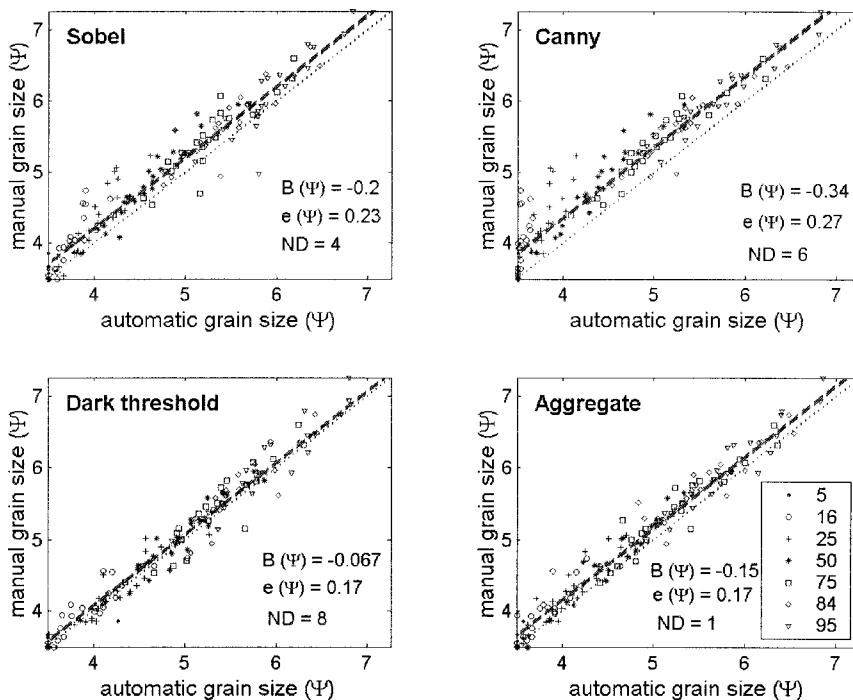 Sobel
manual grain size (Ψ)
7
6
5
4
B (Ψ) = -0.2
e (Ψ) = 0.23
ND = 4
4 5 6 7
automatic grain size (Ψ)
Canny
manual grain size (Ψ)
7
6
5
4
B (Ψ) = -0.34
e (Ψ) = 0.27
ND = 6
4 5 6 7
automatic grain size (Ψ)
Dark threshold
manual grain size (Ψ)
7
6
5
4
B (Ψ) = -0.067
e (Ψ) = 0.17
ND = 8
4 5 6 7
automatic grain size (Ψ)
Aggregate
manual grain size (Ψ)
7
6
5
4
B (Ψ) = -0.15
e (Ψ) = 0.17
ND = 1
5
16
25
50
75
84
95
4 5 6 7
automatic grain size (Ψ)